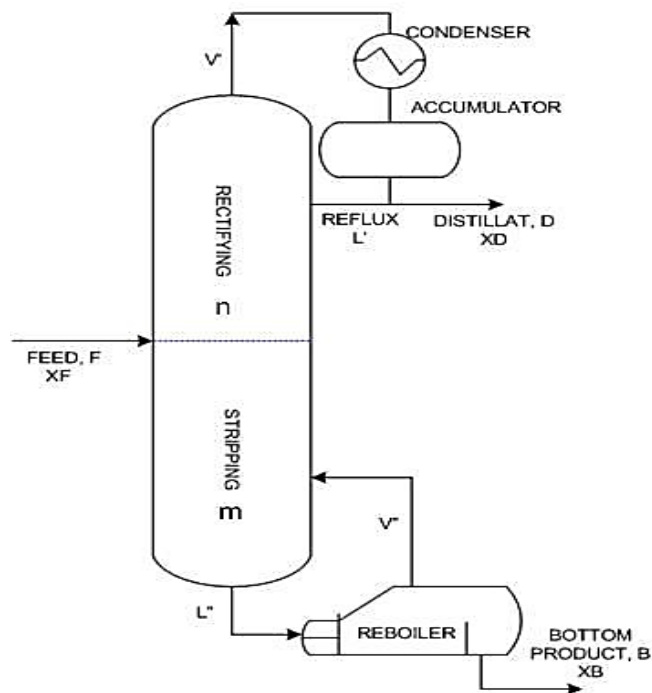 CONDENSER
V'
ACCUMULATOR
RECTIFYING
n
REFLUX
L'
DISTILLAT, D
XD
FEED, F
XF
STRIPPING
m
V"
L"
REBOILER
BOTTOM
PRODUCT, B
XB